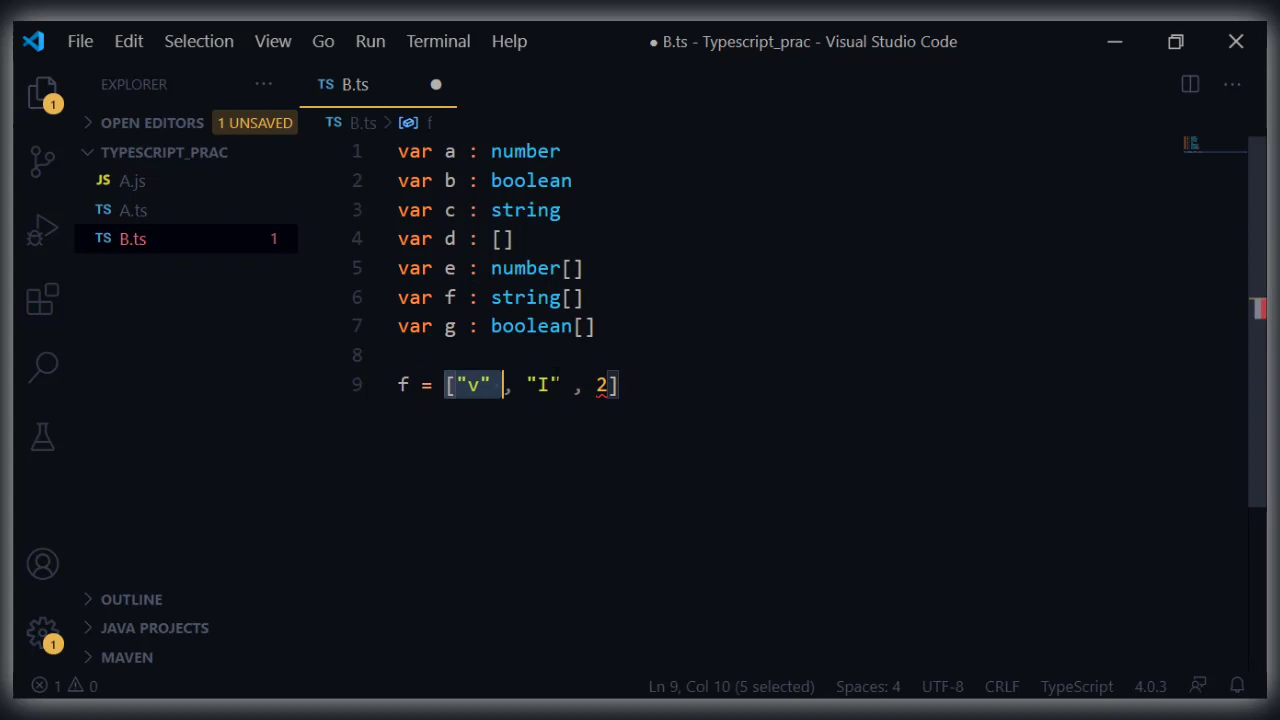 File Edit Selection View Go Run Terminal Help
● B.ts - Typescript_prac - Visual Studio Code
EXPLORER ···
TS B.ts ●
OPEN EDITORS 1 UNSAVED
TS B.ts > f
TYPESCRIPT_PRAC
JS A.js
TS A.ts
TS B.ts 1
1 var a : number
2 var b : boolean
3 var c : string
4 var d : []
5 var e : number[]
6 var f : string[]
7 var g : boolean[]
8
9 f = ["v" , "I" , 2]
1
OUTLINE
JAVA PROJECTS
MAVEN
1
1 0
Ln 9, Col 10 (5 selected) Spaces: 4 UTF-8 CRLF TypeScript 4.0.3